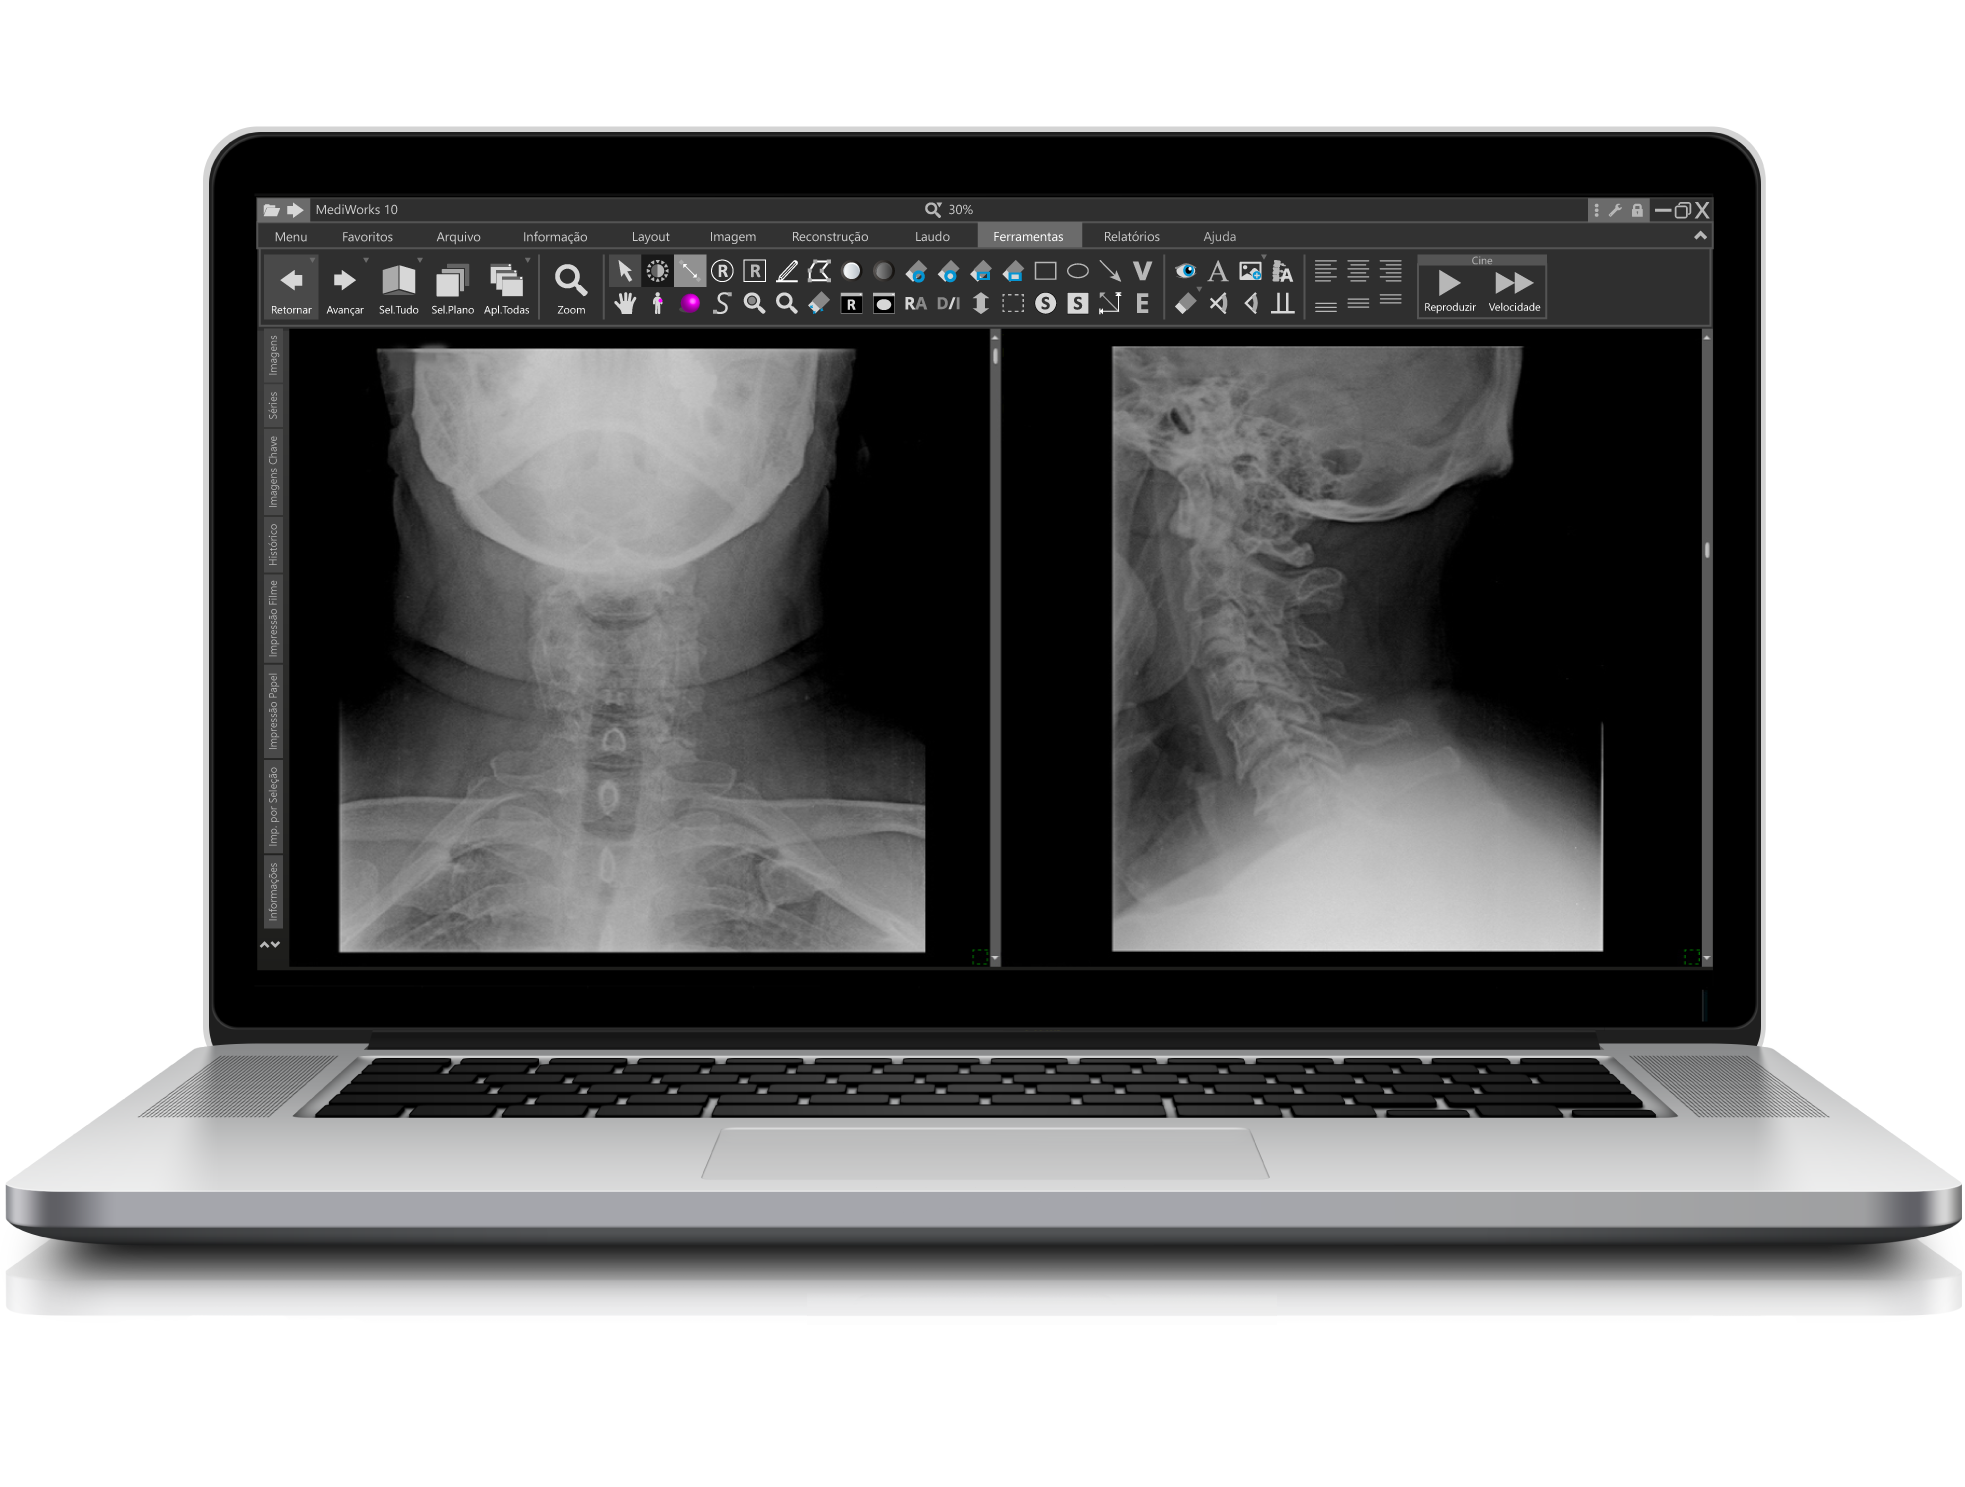 MediWorks 10
30%
Menu Favoritos Arquivo Informação Layout Imagem Reconstrução Laudo Ferramentas Relatórios Ajuda
R R V A A
R RA D/I S S E
Retornar Avançar Sel.Tudo Sel.Plano Apl.Todas Zoom
Cine
Reproduzir Velocidade
Imagens
Séries
Imagens Chave
Histórico
Impressão Filme
Impressão Papel
Imp. por Seleção
Informações